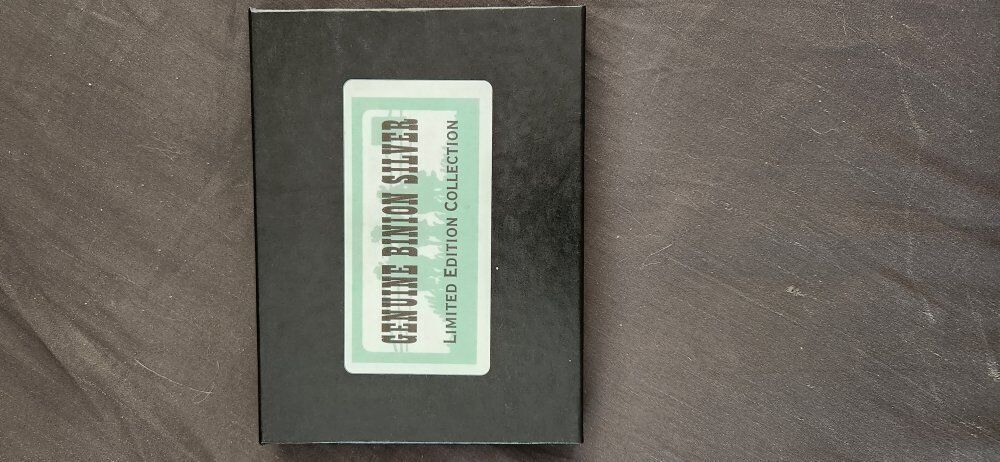 GENUINE BINION SILVER
LIMITED EDITION COLLECTION